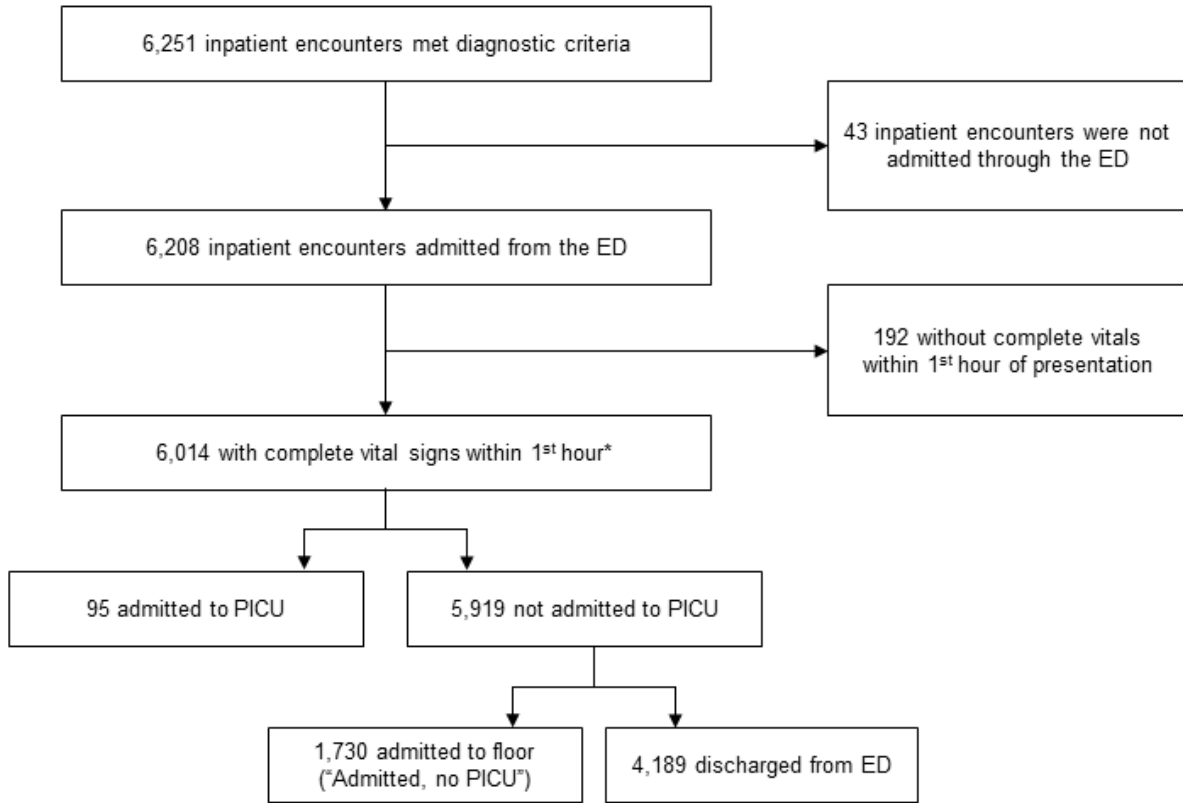 6,251 inpatient encounters met diagnostic criteria
43 inpatient encounters were not
admitted through the ED
6,208 inpatient encounters admitted from the ED
192 without complete vitals
within 1st hour of presentation
6,014 with complete vital signs within 1st hour*
95 admitted to PICU
5,919 not admitted to PICU
1,730 admitted to floor
(“Admitted, no PICU”)
4,189 discharged from ED